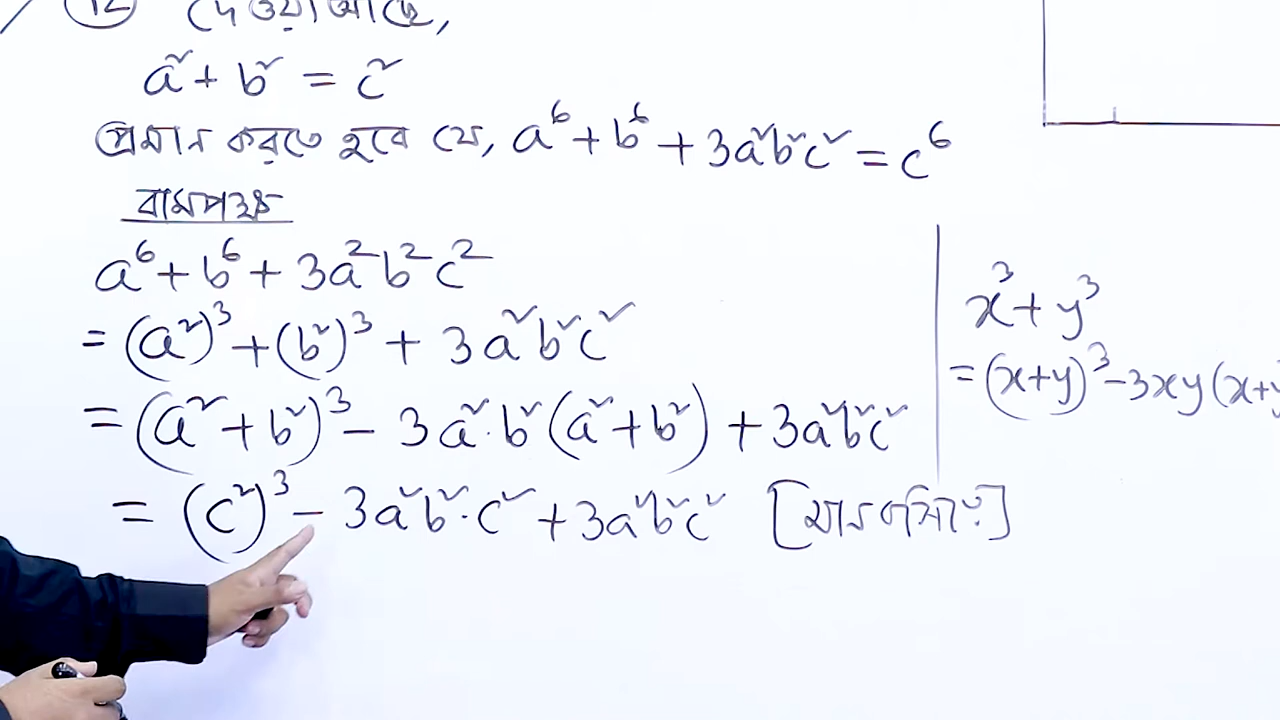 12 দেওয়া আছে,
a² + b² = c²
প্রমান করতে হবে যে, a⁶ + b⁶ + 3a²b²c² = c⁶
বামপক্ষ
a⁶ + b⁶ + 3a²b²c²
= (a²)³ + (b²)³ + 3a²b²c²
= (a² + b²)³ - 3a².b²(a² + b²) + 3a²b²c²
= (c²)³ - 3a²b².c² + 3a²b²c² [মান বসিয়ে]
x³ + y³
= (x+y)³ - 3xy(x+y